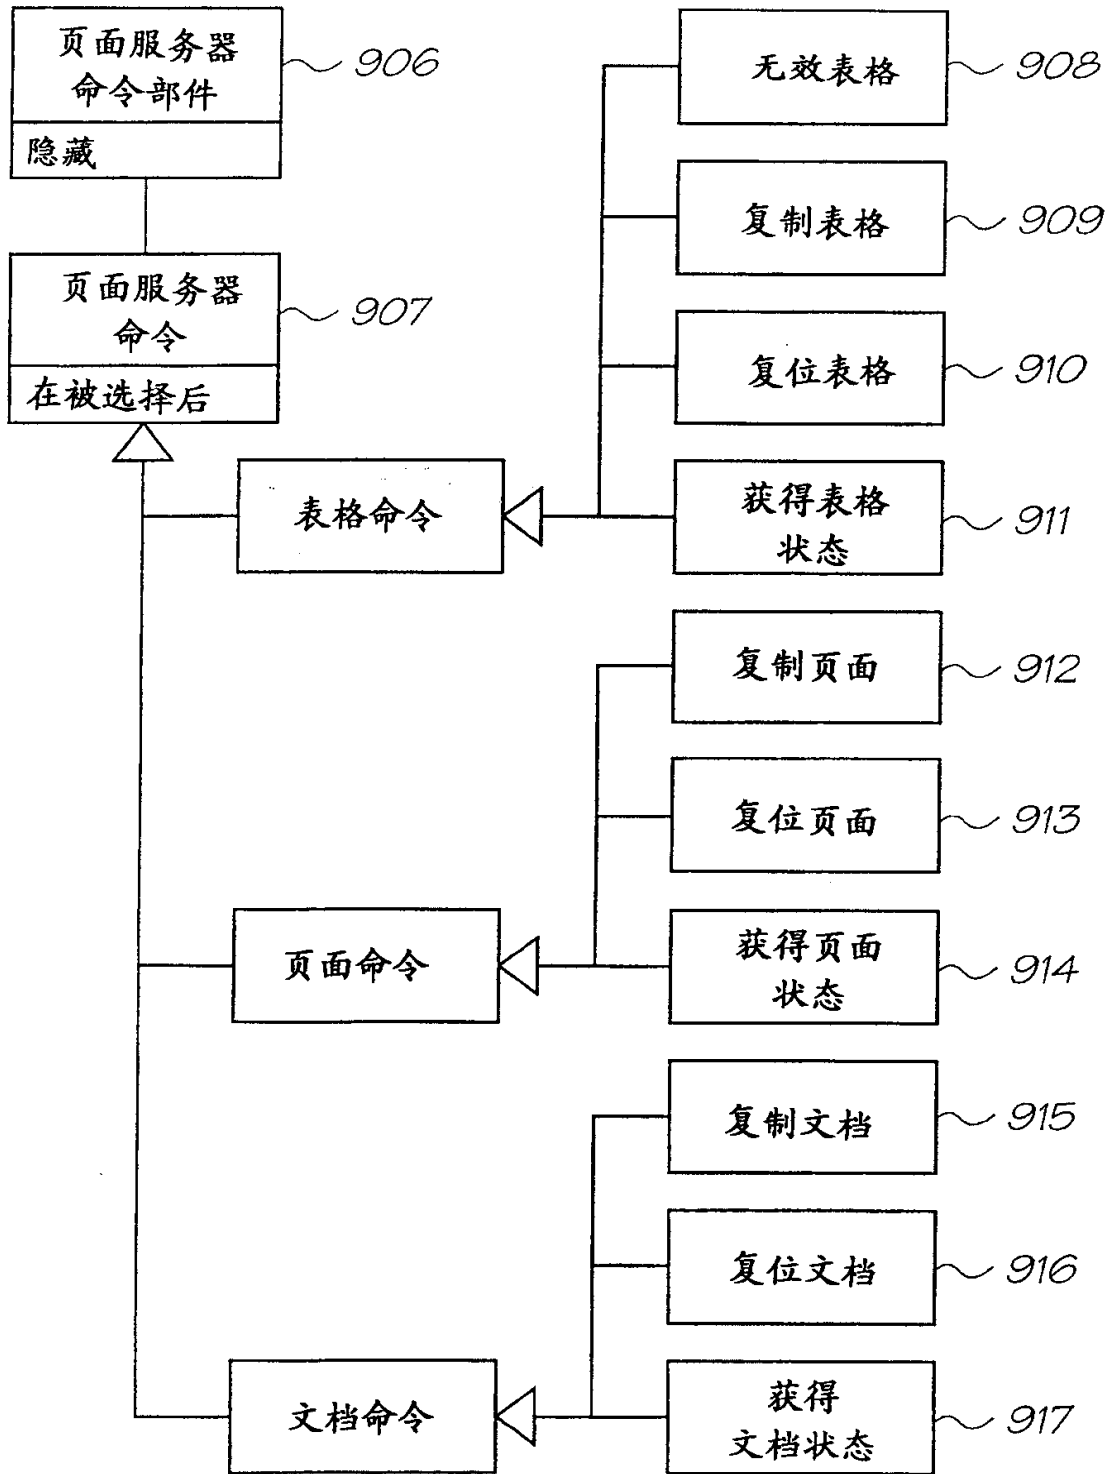 页面服务器
命令部件
906
隐藏
页面服务器
命令
907
在被选择后
无效表格
908
复制表格
909
复位表格
910
表格命令
获得表格
状态
911
复制页面
912
复位页面
913
页面命令
获得页面
状态
914
复制文档
915
复位文档
916
文档命令
获得
文档状态
917